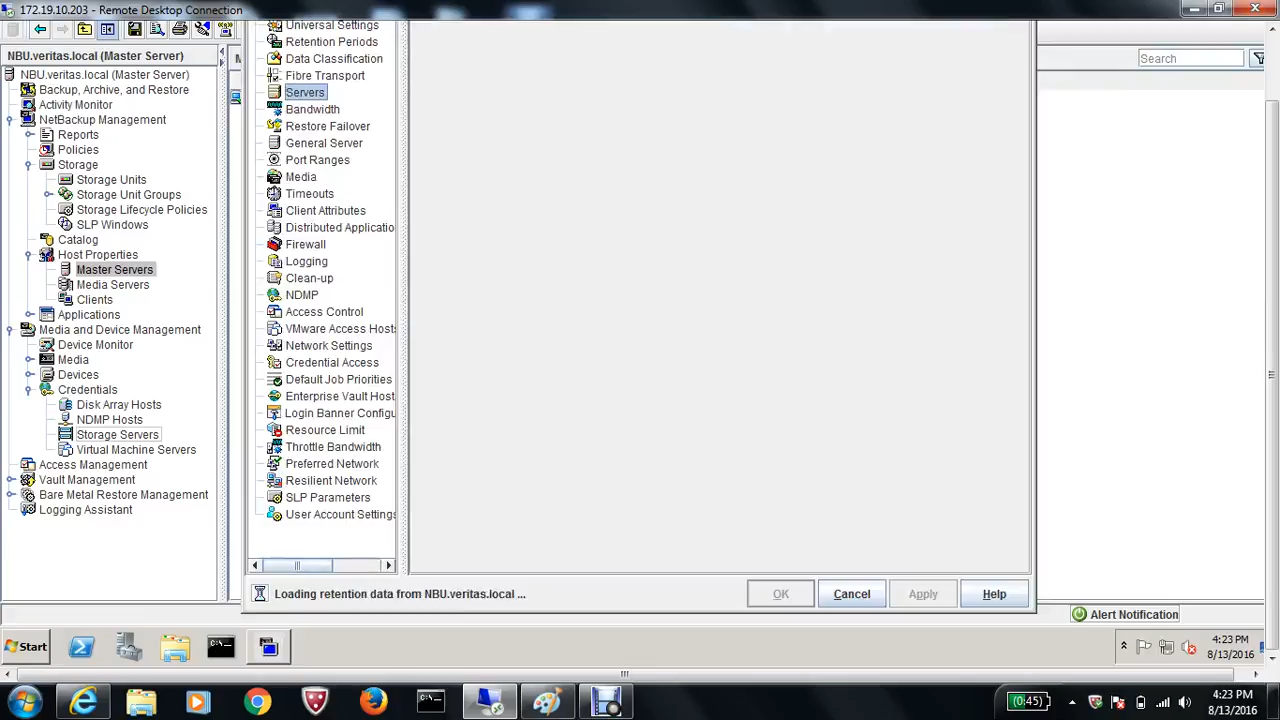 172.19.10.203 - Remote Desktop Connection
NBU.veritas.local (Master Server)
Search
NBU.veritas.local (Master Server)
Backup, Archive, and Restore
Activity Monitor
NetBackup Management
Reports
Policies
Storage
Storage Units
Storage Unit Groups
Storage Lifecycle Policies
SLP Windows
Catalog
Host Properties
Master Servers
Media Servers
Clients
Applications
Media and Device Management
Device Monitor
Media
Devices
Credentials
Disk Array Hosts
NDMP Hosts
Storage Servers
Virtual Machine Servers
Access Management
Vault Management
Bare Metal Restore Management
Logging Assistant
Universal Settings
Retention Periods
Data Classification
Fibre Transport
Servers
Bandwidth
Restore Failover
General Server
Port Ranges
Media
Timeouts
Client Attributes
Distributed Applicatio
Firewall
Logging
Clean-up
NDMP
Access Control
VMware Access Hosts
Network Settings
Credential Access
Default Job Priorities
Enterprise Vault Host
Login Banner Configu
Resource Limit
Throttle Bandwidth
Preferred Network
Resilient Network
SLP Parameters
User Account Settings
Loading retention data from NBU.veritas.local ...
OK
Cancel
Apply
Help
Alert Notification
Start
4:23 PM
8/13/2016
(0:45)
4:23 PM
8/13/2016